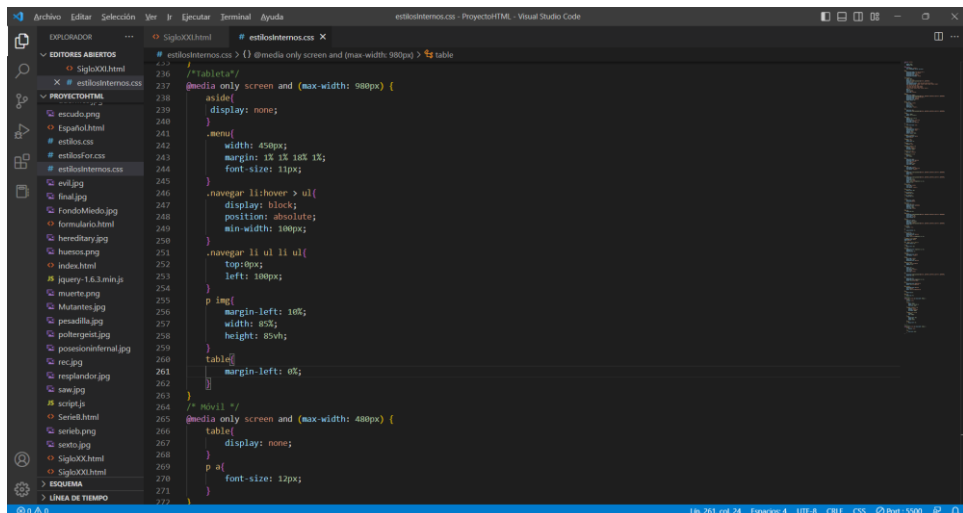 Archivo Editar Selección Ver Ir Ejecutar Terminal Ayuda
estilosInternos.css - ProyectoHTML - Visual Studio Code
EXPLORADOR ...
EDITORES ABIERTOS
SigloXXI.html
X # estilosInternos.css
PROYECTOHTML
escudo.png
Español.html
# estilos.css
# estilosFor.css
# estilosInternos.css
evil.jpg
final.jpg
FondoMiedo.jpg
formulario.html
hereditary.jpg
huesos.png
index.html
JS jquery-1.6.3.min.js
muerte.png
Mutantes.jpg
pesadilla.jpg
poltergeist.jpg
posesioninfernal.jpg
rec.jpg
resplandor.jpg
saw.jpg
JS script.js
SerieB.html
serieb.png
sexto.jpg
SigloXX.html
SigloXXI.html
> ESQUEMA
> LÍNEA DE TIEMPO
SigloXXI.html
# estilosInternos.css X
# estilosInternos.css > {} @media only screen and (max-width: 980px) > table
235 }
236 /*Tableta*/
237 @media only screen and (max-width: 980px) {
238 aside{
239 display: none;
240 }
241 .menu{
242 width: 450px;
243 margin: 1% 1% 18% 1%;
244 font-size: 11px;
245 }
246 .navegar li:hover > ul{
247 display: block;
248 position: absolute;
249 min-width: 100px;
250 }
251 .navegar li ul li ul{
252 top:0px;
253 left: 100px;
254 }
255 p img{
256 margin-left: 10%;
257 width: 85%;
258 height: 85vh;
259 }
260 table{
261 margin-left: 0%;
262 }
263 }
264 /* Móvil */
265 @media only screen and (max-width: 480px) {
266 table{
267 display: none;
268 }
269 p a{
270 font-size: 12px;
271 }
272 }
0 0
Lín. 261, col. 24 Espacios: 4 UTF-8 CRLF CSS Port : 5500